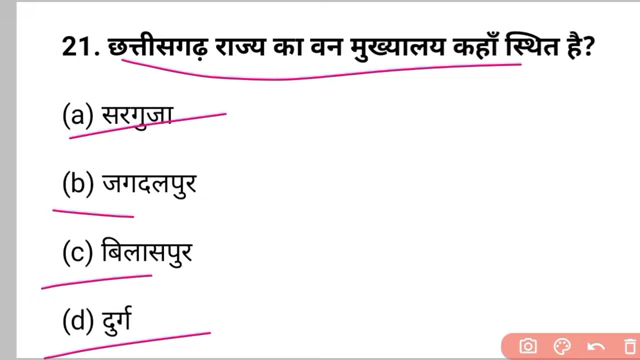 21. छत्तीसगढ़ राज्य का वन मुख्यालय कहाँ स्थित है?
(a) सरगुजा
(b) जगदलपुर
(c) बिलासपुर
(d) दुर्ग